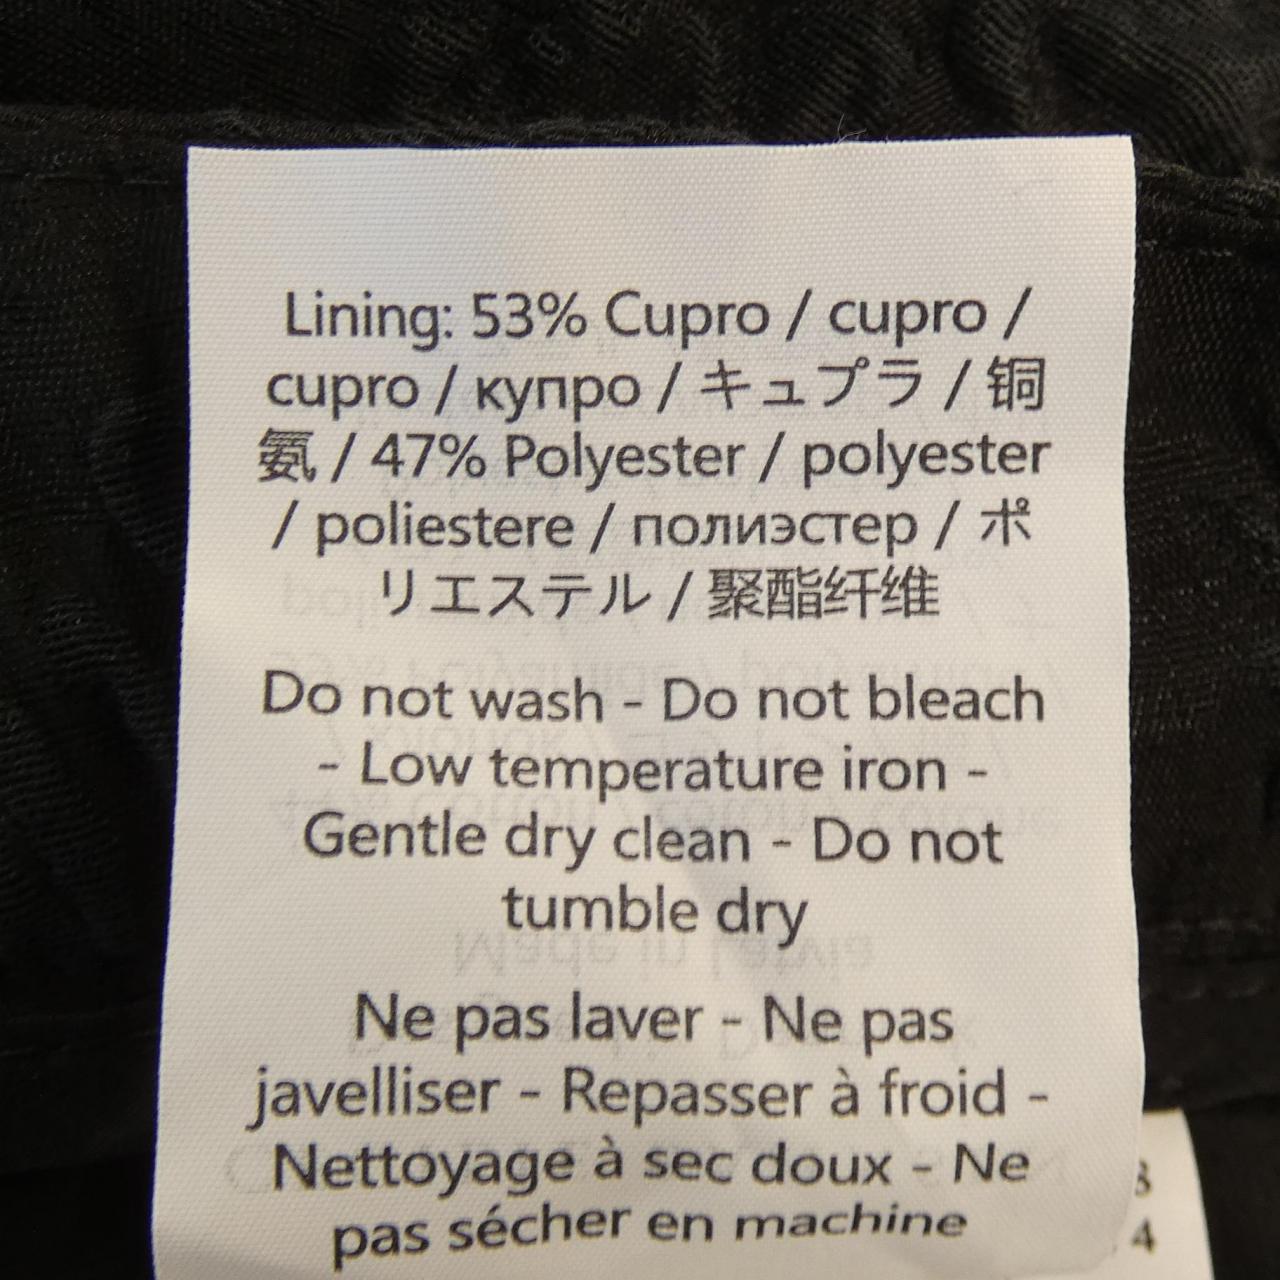 Lining: 53% Cupro / cupro /
cupro / купро / キュプラ / 铜
氨 / 47% Polyester / polyester
/ poliestere / полиэстер / ポ
リエステル / 聚酯纤维
Do not wash - Do not bleach
- Low temperature iron -
Gentle dry clean - Do not
tumble dry
Ne pas laver - Ne pas
javelliser - Repasser à froid -
Nettoyage à sec doux - Ne
pas sécher en machine